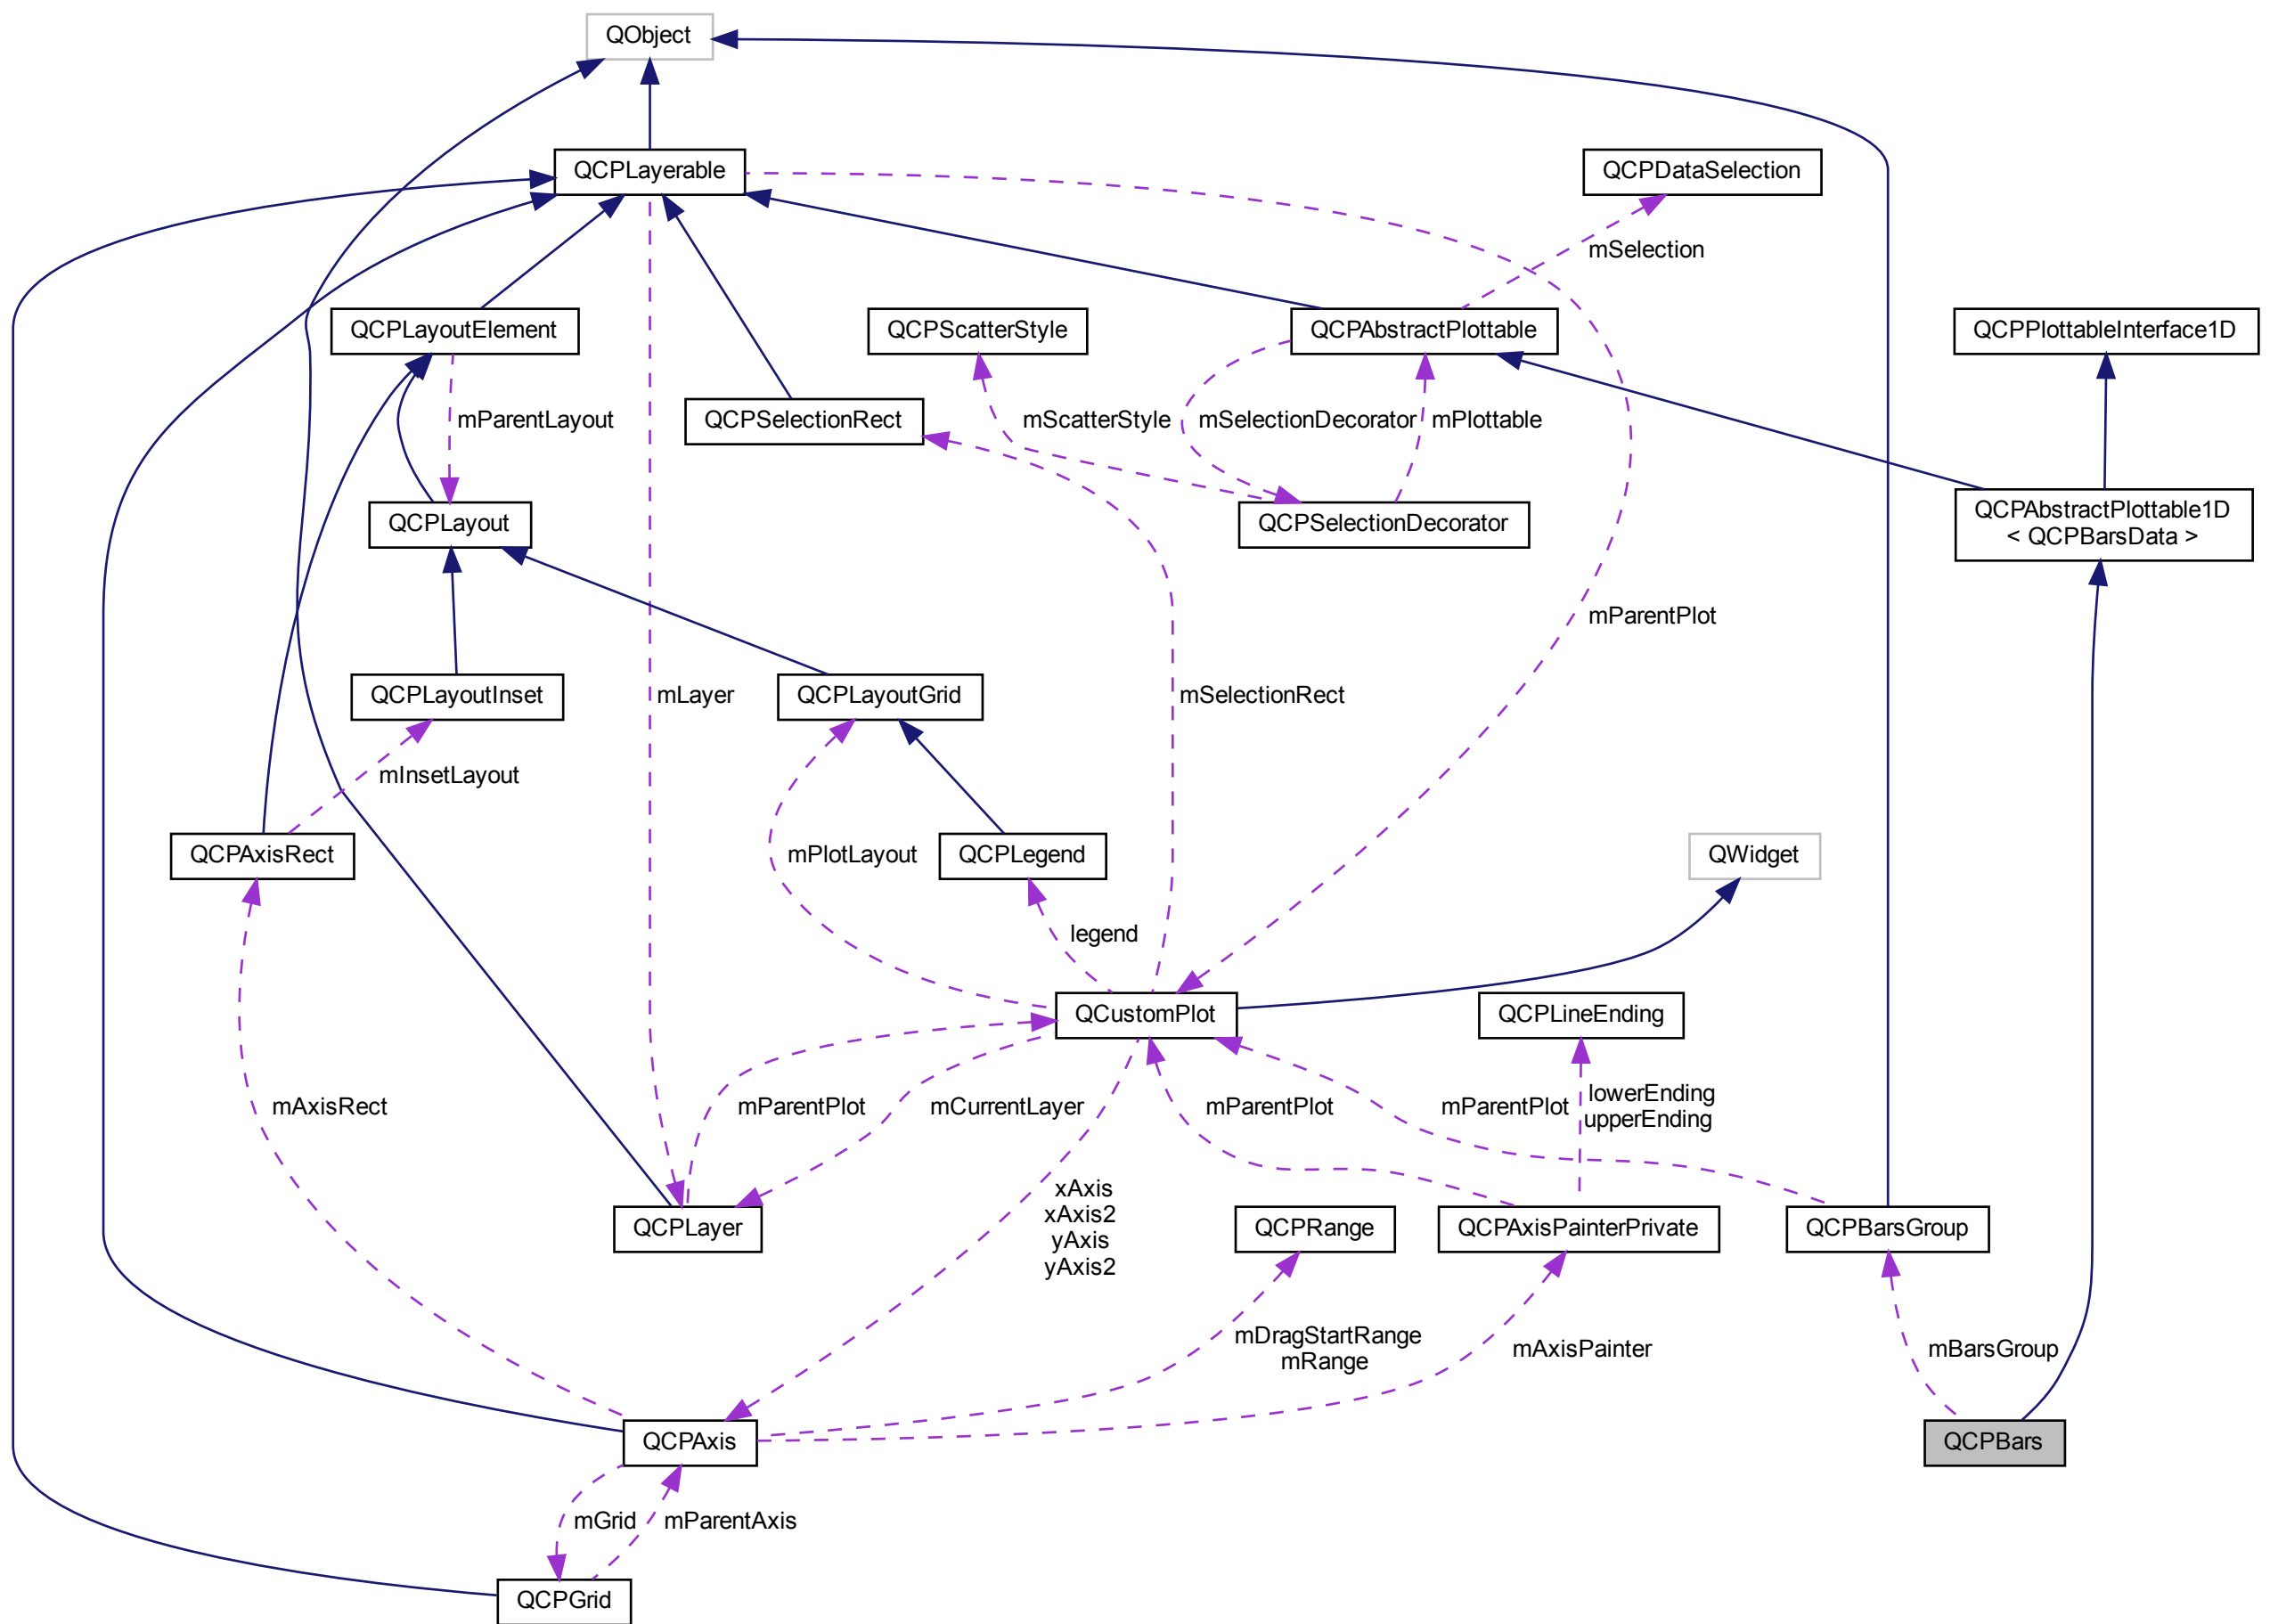 QObject
QCPLayerable
QCPDataSelection
mSelection
QCPLayoutElement
QCPScatterStyle
QCPAbstractPlottable
QCPPlottableInterface1D
mParentLayout
QCPSelectionRect
mScatterStyle
mSelectionDecorator
mPlottable
QCPLayout
QCPSelectionDecorator
QCPAbstractPlottable1D
< QCPBarsData >
mParentPlot
QCPLayoutInset
mLayer
QCPLayoutGrid
mSelectionRect
mInsetLayout
QCPAxisRect
mPlotLayout
QCPLegend
QWidget
legend
QCustomPlot
QCPLineEnding
mAxisRect
mParentPlot
mCurrentLayer
mParentPlot
lowerEnding
upperEnding
mParentPlot
xAxis
xAxis2
yAxis
yAxis2
QCPLayer
QCPRange
QCPAxisPainterPrivate
QCPBarsGroup
mDragStartRange
mRange
mAxisPainter
mBarsGroup
QCPAxis
QCPBars
mGrid
mParentAxis
QCPGrid